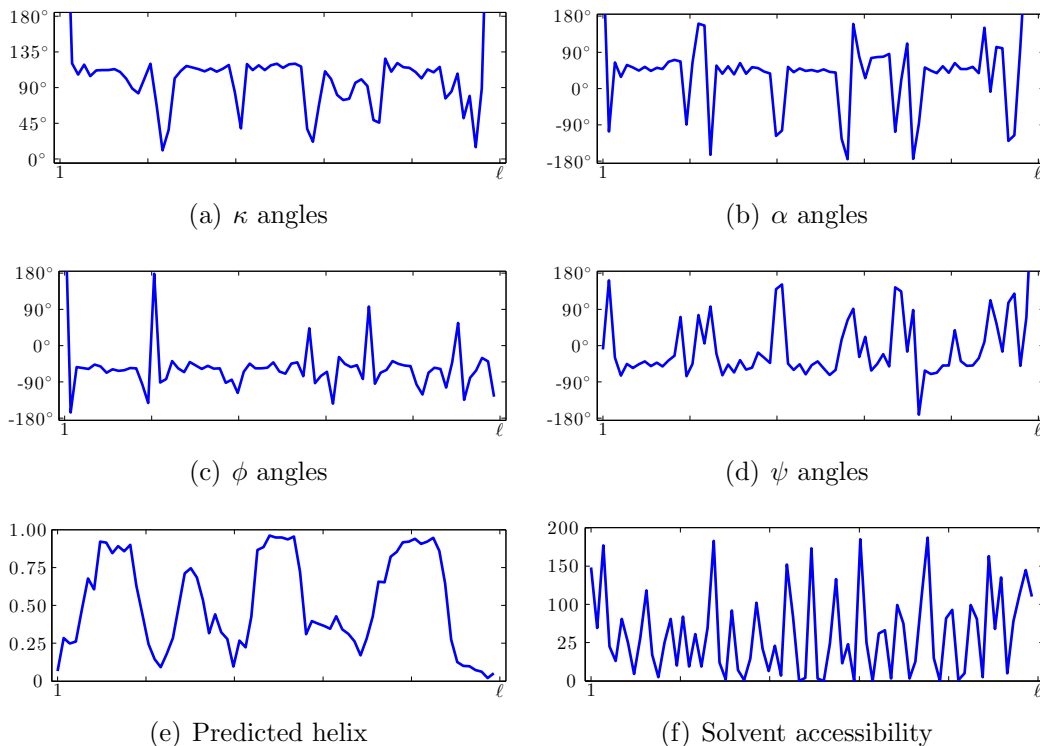 180°
135°
90°
45°
0°
1 ℓ
(a) κ angles
180°
90°
0°
-90°
-180°
1 ℓ
(b) α angles
180°
90°
0°
-90°
-180°
1 ℓ
(c) ϕ angles
180°
90°
0°
-90°
-180°
1 ℓ
(d) ψ angles
1.00
0.75
0.50
0.25
0
1 ℓ
(e) Predicted helix
200
150
100
25
0
1 ℓ
(f) Solvent accessibility